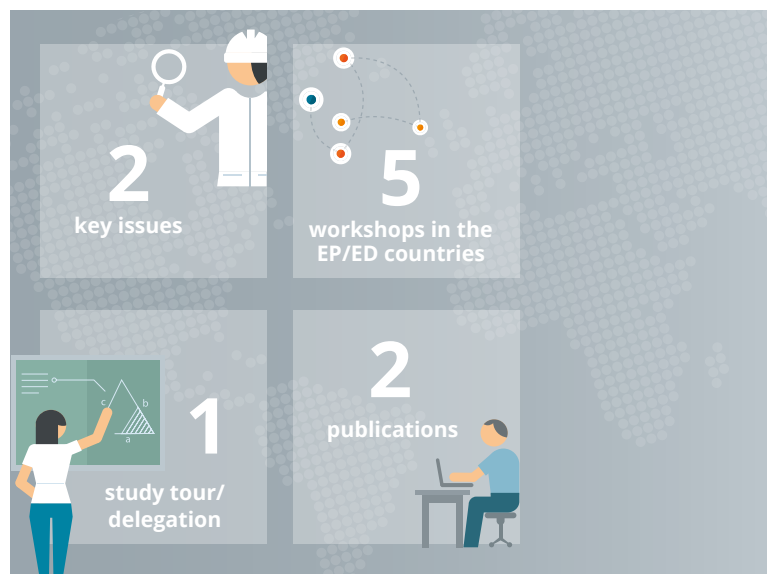 2
key issues
5
workshops in the
EP/ED countries
c
b
a
1
study tour/
delegation
2
publications